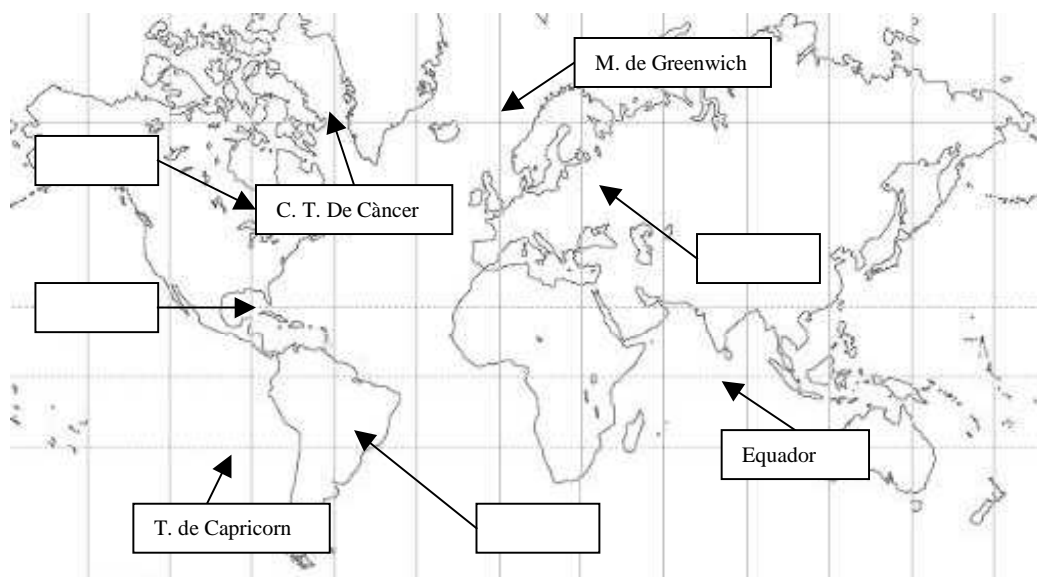 M. de Greenwich
C. T. De Càncer
Equador
T. de Capricorn